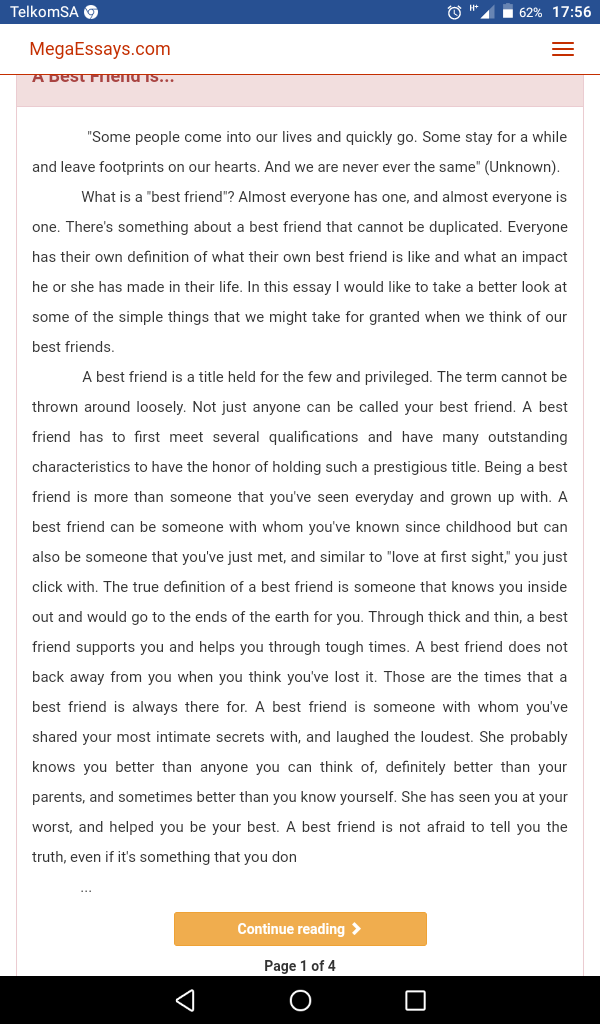 TelkomSA H+ 62% 17:56
MegaEssays.com
A Best Friend is...
"Some people come into our lives and quickly go. Some stay for a while
and leave footprints on our hearts. And we are never ever the same" (Unknown).
What is a "best friend"? Almost everyone has one, and almost everyone is
one. There's something about a best friend that cannot be duplicated. Everyone
has their own definition of what their own best friend is like and what an impact
he or she has made in their life. In this essay I would like to take a better look at
some of the simple things that we might take for granted when we think of our
best friends.
A best friend is a title held for the few and privileged. The term cannot be
thrown around loosely. Not just anyone can be called your best friend. A best
friend has to first meet several qualifications and have many outstanding
characteristics to have the honor of holding such a prestigious title. Being a best
friend is more than someone that you've seen everyday and grown up with. A
best friend can be someone with whom you've known since childhood but can
also be someone that you've just met, and similar to "love at first sight," you just
click with. The true definition of a best friend is someone that knows you inside
out and would go to the ends of the earth for you. Through thick and thin, a best
friend supports you and helps you through tough times. A best friend does not
back away from you when you think you've lost it. Those are the times that a
best friend is always there for. A best friend is someone with whom you've
shared your most intimate secrets with, and laughed the loudest. She probably
knows you better than anyone you can think of, definitely better than your
parents, and sometimes better than you know yourself. She has seen you at your
worst, and helped you be your best. A best friend is not afraid to tell you the
truth, even if it's something that you don
...
Continue reading
Page 1 of 4